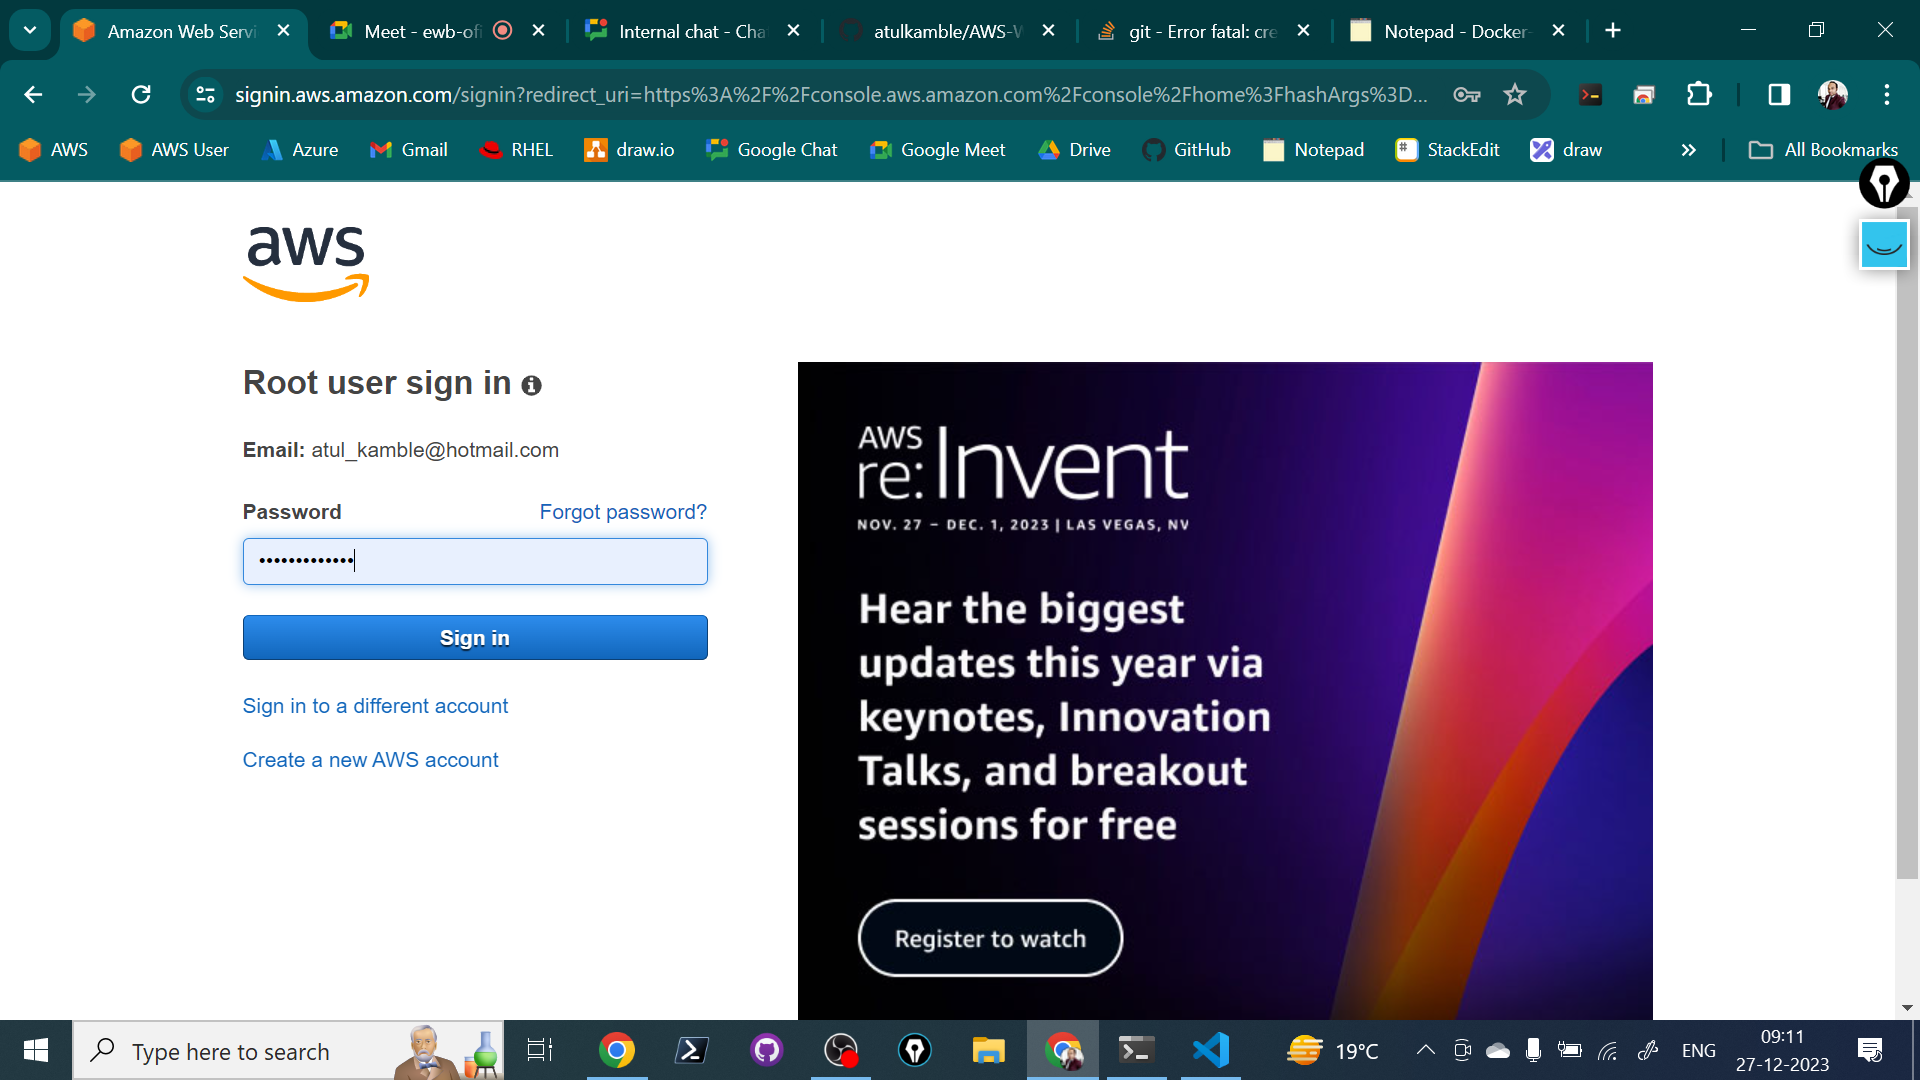 Amazon Web Servi
Meet - ewb-ofi
Internal chat - Cha
atulkamble/AWS-W
git - Error fatal: cre
Notepad - Docker-
signin.aws.amazon.com/signin?redirect_uri=https%3A%2F%2Fconsole.aws.amazon.com%2Fconsole%2Fhome%3FhashArgs%3D...
AWS
AWS User
Azure
Gmail
RHEL
draw.io
Google Chat
Google Meet
Drive
GitHub
Notepad
StackEdit
draw
All Bookmarks
aws
Root user sign in
Email: atul_kamble@hotmail.com
Password
Forgot password?
Sign in
Sign in to a different account
Create a new AWS account
AWS
re:Invent
NOV. 27 – DEC. 1, 2023 | LAS VEGAS, NV
Hear the biggest
updates this year via
keynotes, Innovation
Talks, and breakout
sessions for free
Register to watch
Type here to search
19°C
ENG
09:11
27-12-2023